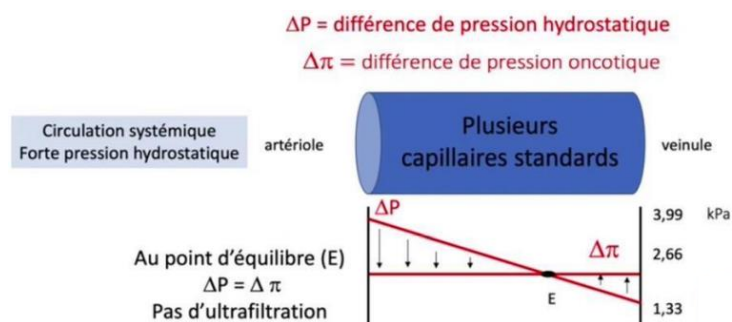 ΔP = différence de pression hydrostatique
Δπ = différence de pression oncotique
Circulation systémique
Forte pression hydrostatique
artériole
Plusieurs
capillaires standards
veinule
ΔP
3,99 kPa
Δπ
2,66
Au point d'équilibre (E)
ΔP = Δ π
E
Pas d'ultrafiltration
1,33